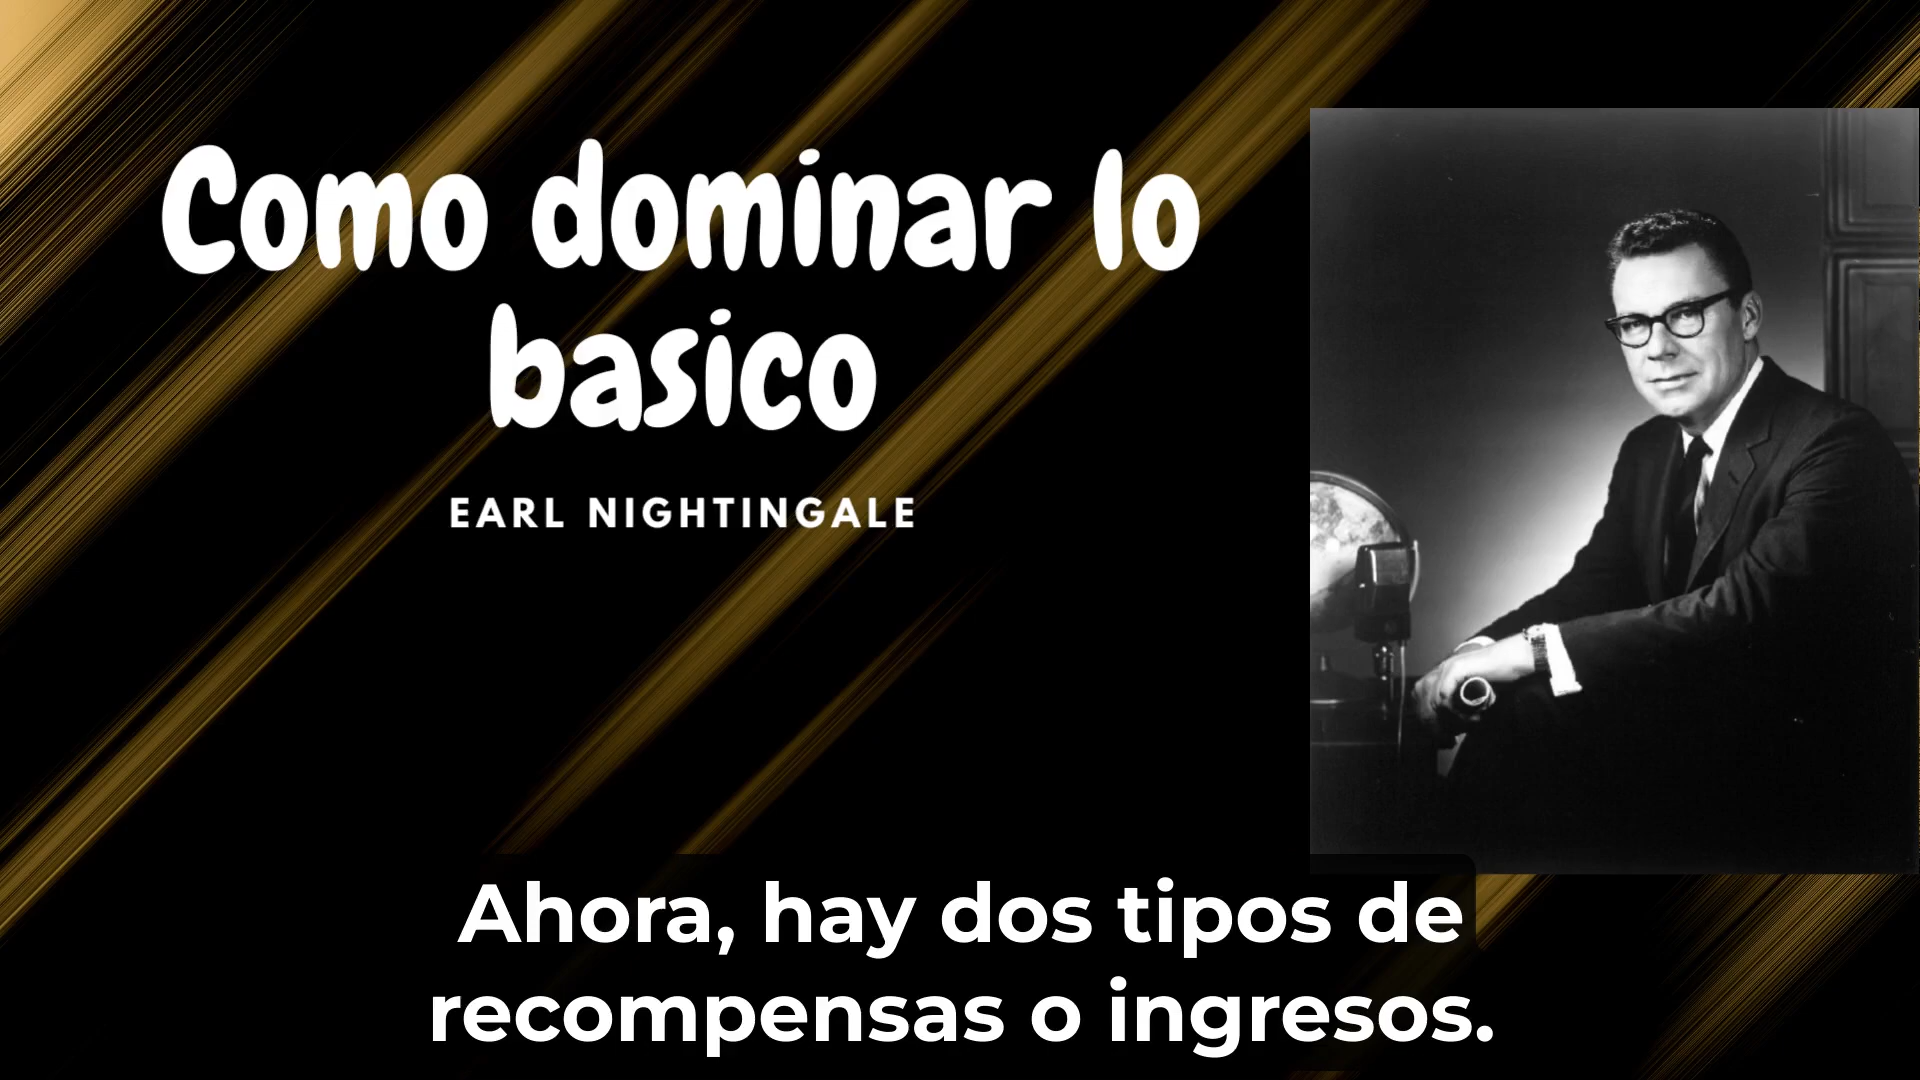 Como dominar lo
basico
EARL NIGHTINGALE
Ahora, hay dos tipos de
recompensas o ingresos.